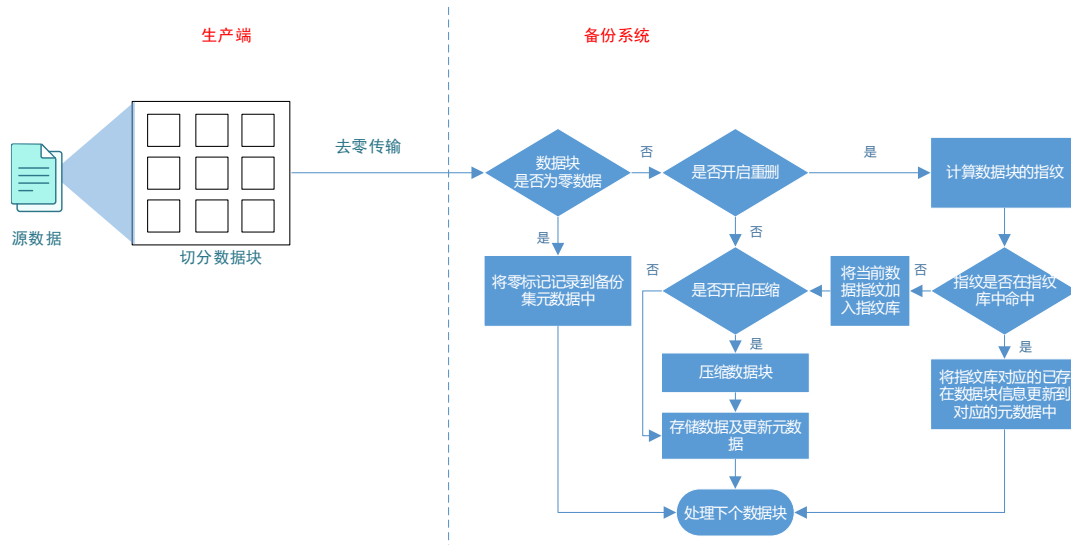 生产端
备份系统
源数据
切分数据块
去零传输
数据块
是否为零数据
否
是否开启重删
是
计算数据块的指纹
是
否
将零标记记录到备份
集元数据中
否
是否开启压缩
将当前数
据指纹加
入指纹库
否
指纹是否在指纹
库中命中
是
是
压缩数据块
将指纹库对应的已存
在数据块信息更新到
对应的元数据中
存储数据及更新元数
据
处理下个数据块